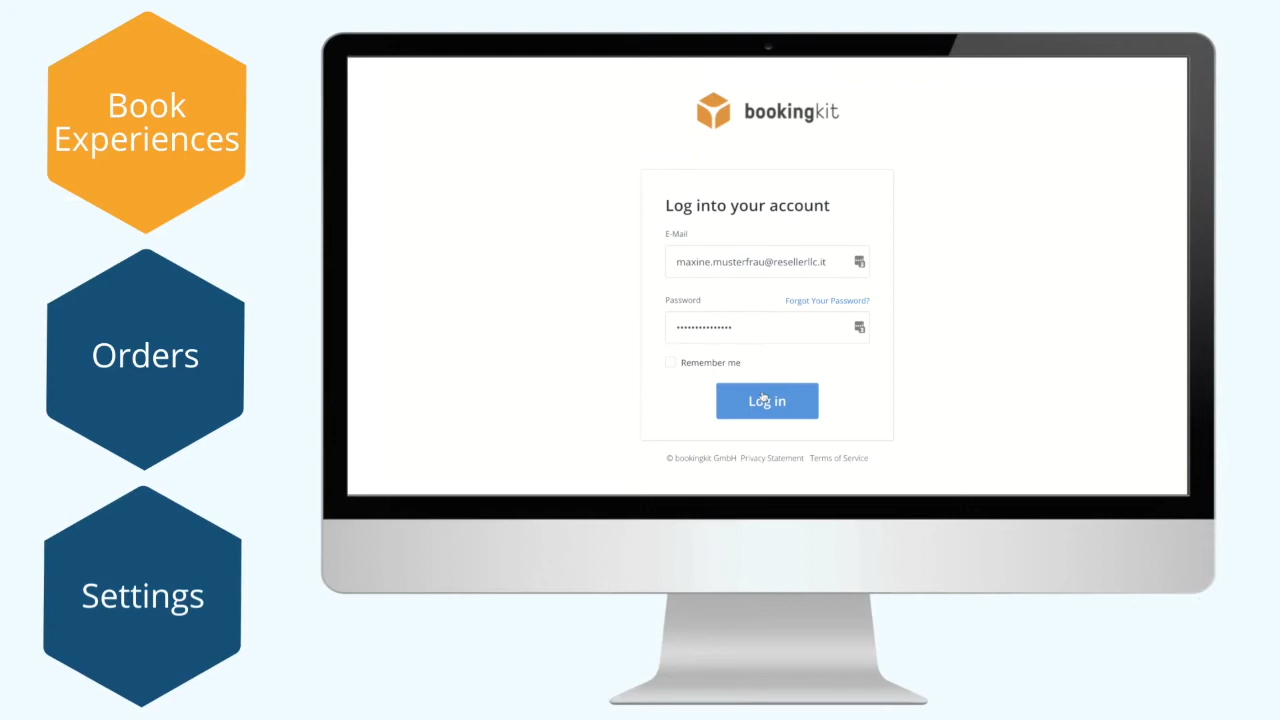 Book
Experiences
Orders
Settings
bookingkit
Log into your account
E-Mail
maxine.musterfrau@resellerllc.it
Password Forgot Your Password?
•••••••••••••••
Remember me
Log in
© bookingkit GmbH Privacy Statement Terms of Service